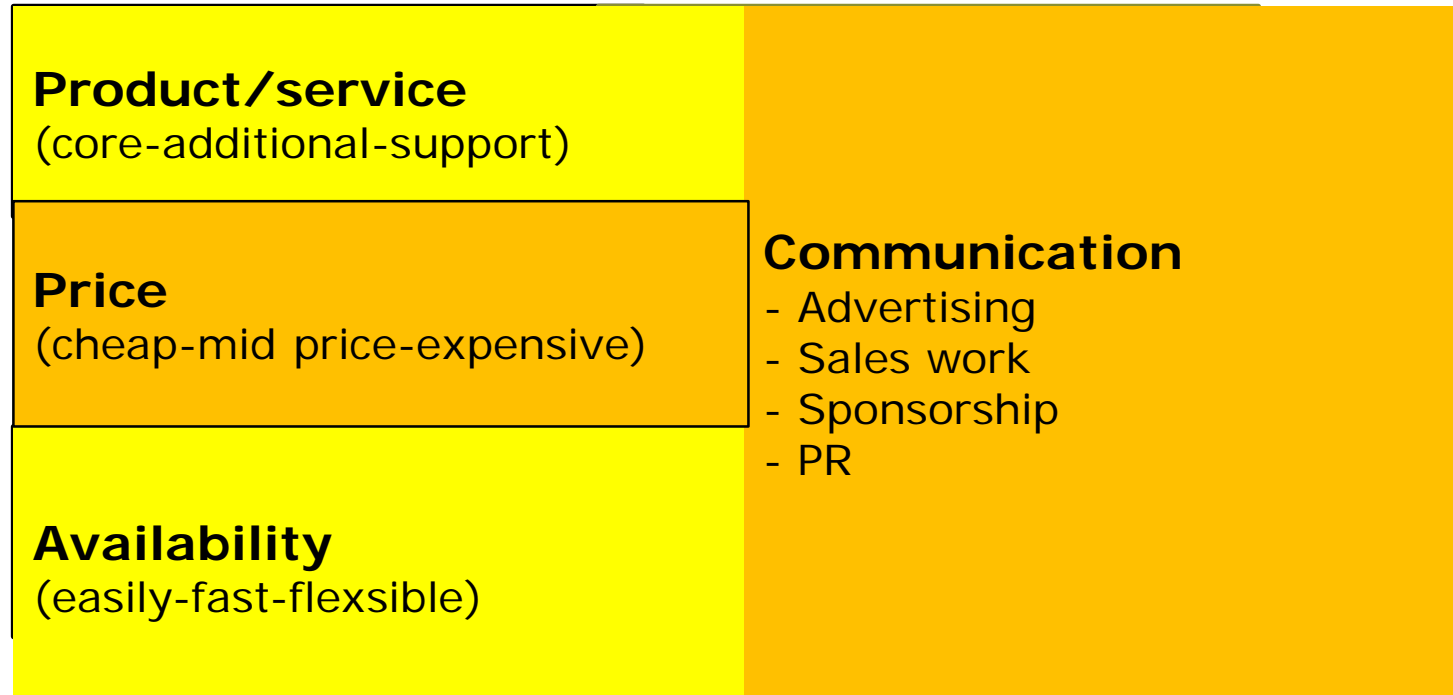 Product/service
(core-additional-support)
Price
(cheap-mid price-expensive)
Availability
(easily-fast-flexsible)
Communication
- Advertising
- Sales work
- Sponsorship
- PR